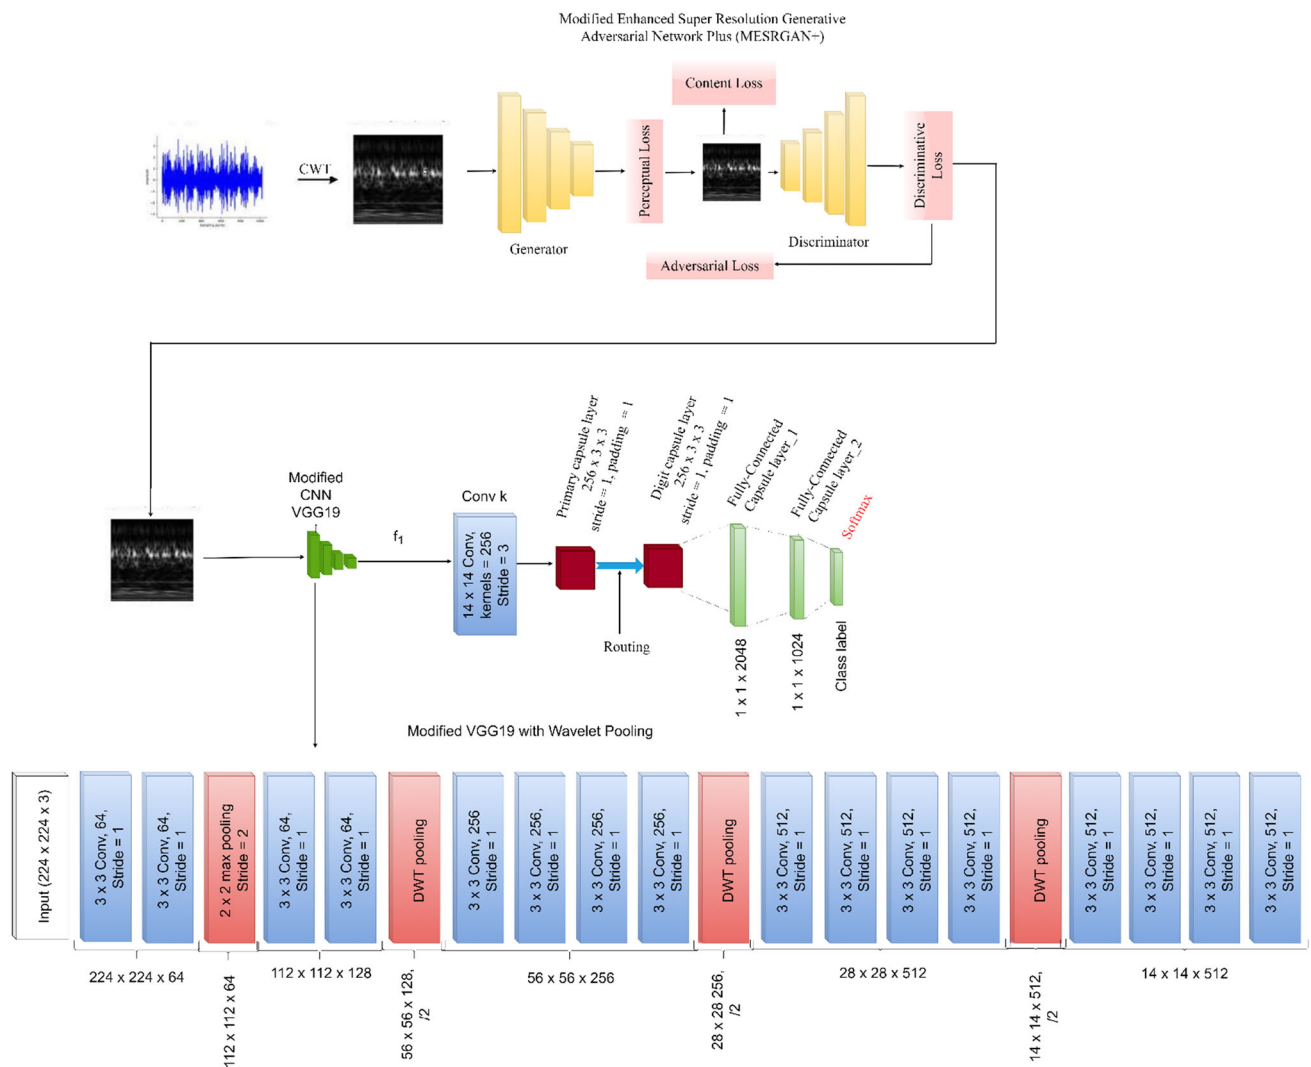 Modified Enhanced Super Resolution Generative
Adversarial Network Plus (MESRGAN+)
CWT
Generator
Perceptual Loss
Content Loss
Discriminator
Discriminative
Loss
Adversarial Loss
Modified
CNN
VGG19
f1
Conv k
14 x 14 Conv,
kernels = 256
Stride = 3
Primary capsule layer
256 x 3 x 3
stride = 1, padding = 1
Routing
Digit capsule layer
256 x 3 x 3
stride = 1, padding = 1
Fully-Connected
Capsule layer_1
1 x 1 x 2048
Fully-Connected
Capsule layer_2
1 x 1 x 1024
Softmax
Class label
Modified VGG19 with Wavelet Pooling
Input (224 x 224 x 3)
3 x 3 Conv, 64,
Stride = 1
3 x 3 Conv, 64,
Stride = 1
2 x 2 max pooling
Stride = 2
3 x 3 Conv, 64,
Stride = 1
3 x 3 Conv, 64,
Stride = 1
DWT pooling
3 x 3 Conv, 256
Stride = 1
3 x 3 Conv, 256,
Stride = 1
3 x 3 Conv, 256,
Stride = 1
3 x 3 Conv, 256,
Stride = 1
DWT pooling
3 x 3 Conv, 512,
Stride = 1
3 x 3 Conv, 512,
Stride = 1
3 x 3 Conv, 512,
Stride = 1
3 x 3 Conv, 512,
Stride = 1
DWT pooling
3 x 3 Conv, 512,
Stride = 1
3 x 3 Conv, 512,
Stride = 1
3 x 3 Conv, 512,
Stride = 1
3 x 3 Conv, 512,
Stride = 1
224 x 224 x 64
112 x 112 x 64
112 x 112 x 128
56 x 56 x 128,
/2
56 x 56 x 256
28 x 28 256,
/2
28 x 28 x 512
14 x 14 x 512,
/2
14 x 14 x 512